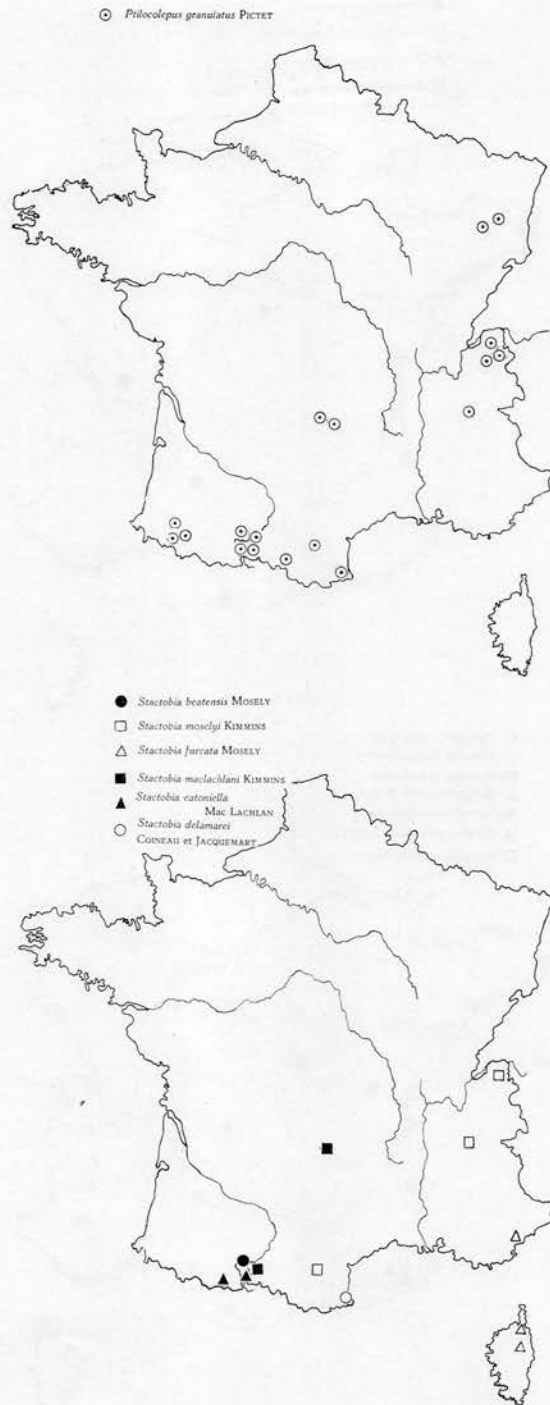 Ptilocolepus granulatus PICTET
Stactobia beatensis MOSELY
Stactobia moselyi KIMMINS
Stactobia furcata MOSELY
Stactobia maclachlani KIMMINS
Stactobia eatoniella
Mac LACHLAN
Stactobia delamarei
COINEAU et JACQUEMART